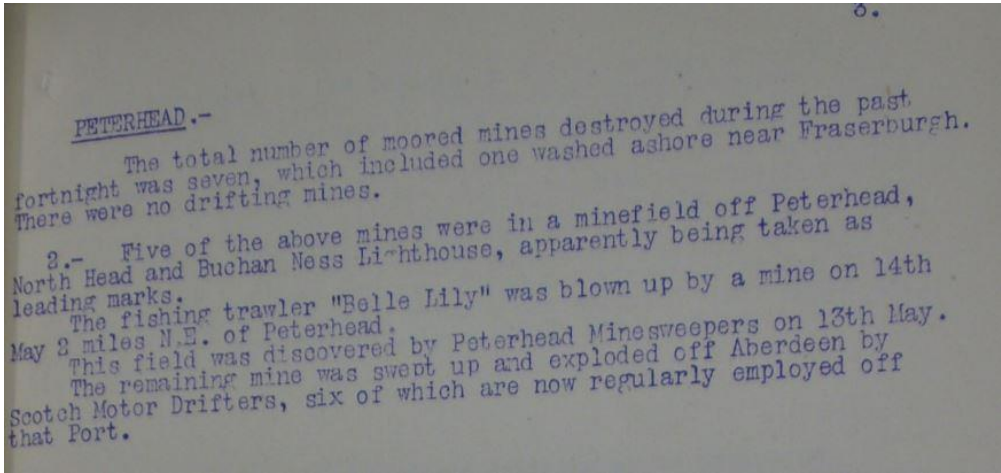 8.
PETERHEAD.-
The total number of moored mines destroyed during the past
fortnight was seven, which included one washed ashore near Fraserburgh.
There were no drifting mines.
2.- Five of the above mines were in a minefield off Peterhead,
North Head and Buchan Ness Lighthouse, apparently being taken as
leading marks.
The fishing trawler "Belle Lily" was blown up by a mine on 14th
May 2 miles N.E. of Peterhead.
This field was discovered by Peterhead Minesweepers on 13th May.
The remaining mine was swept up and exploded off Aberdeen by
Scotch Motor Drifters, six of which are now regularly employed off
that Port.